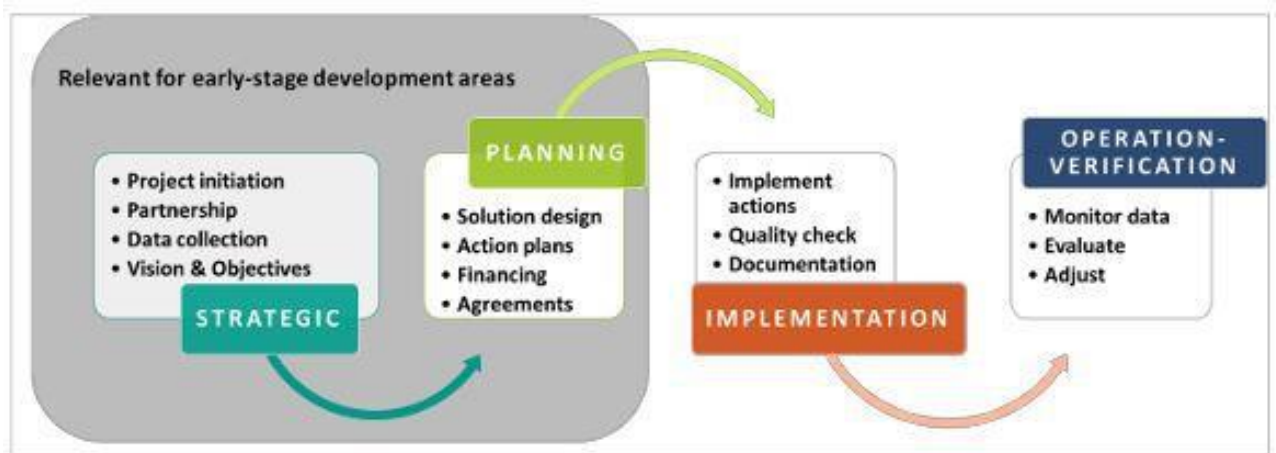 Relevant for early-stage development areas
• Project initiation
• Partnership
• Data collection
• Vision & Objectives
STRATEGIC
PLANNING
• Solution design
• Action plans
• Financing
• Agreements
• Implement
actions
• Quality check
• Documentation
IMPLEMENTATION
OPERATION-
VERIFICATION
• Monitor data
• Evaluate
• Adjust